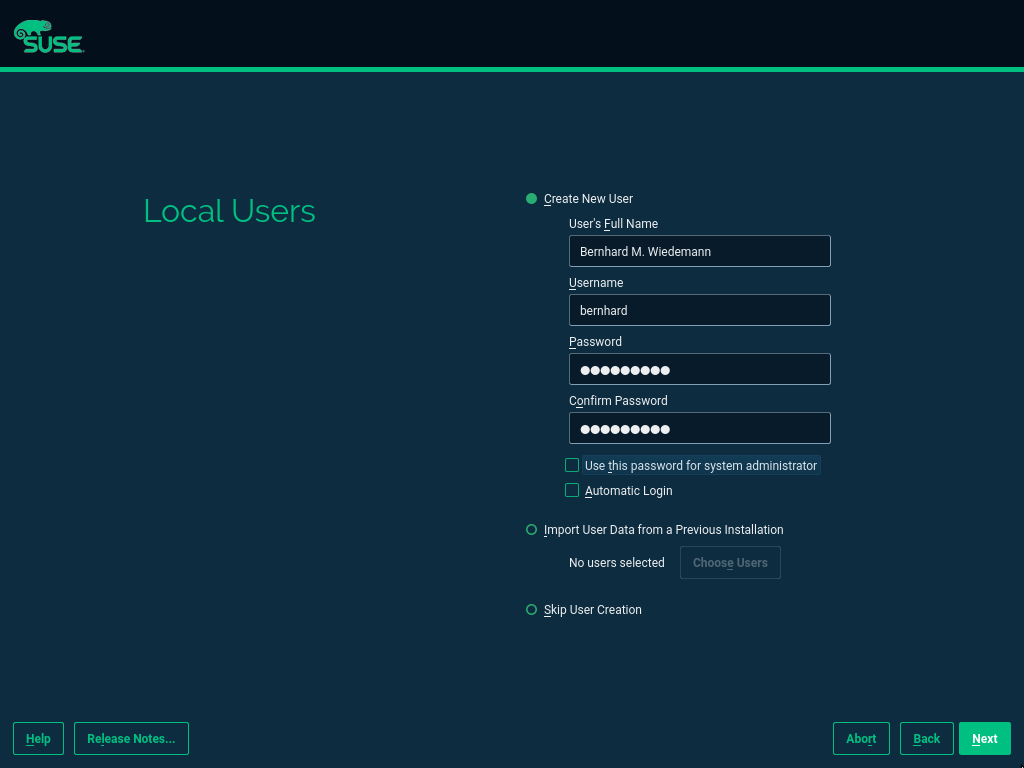 SUSE
Local Users
Create New User
User's Full Name
Bernhard M. Wiedemann
Username
bernhard
Password
●●●●●●●●●
Confirm Password
●●●●●●●●●
Use this password for system administrator
Automatic Login
Import User Data from a Previous Installation
No users selected Choose Users
Skip User Creation
Help Release Notes... Abort Back Next